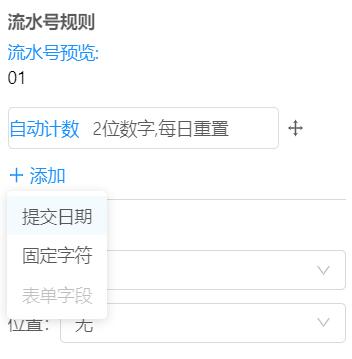 流水号规则
流水号预览:
01
自动计数 2位数字,每日重置
+ 添加
提交日期
固定字符
表单字段
位置: 无